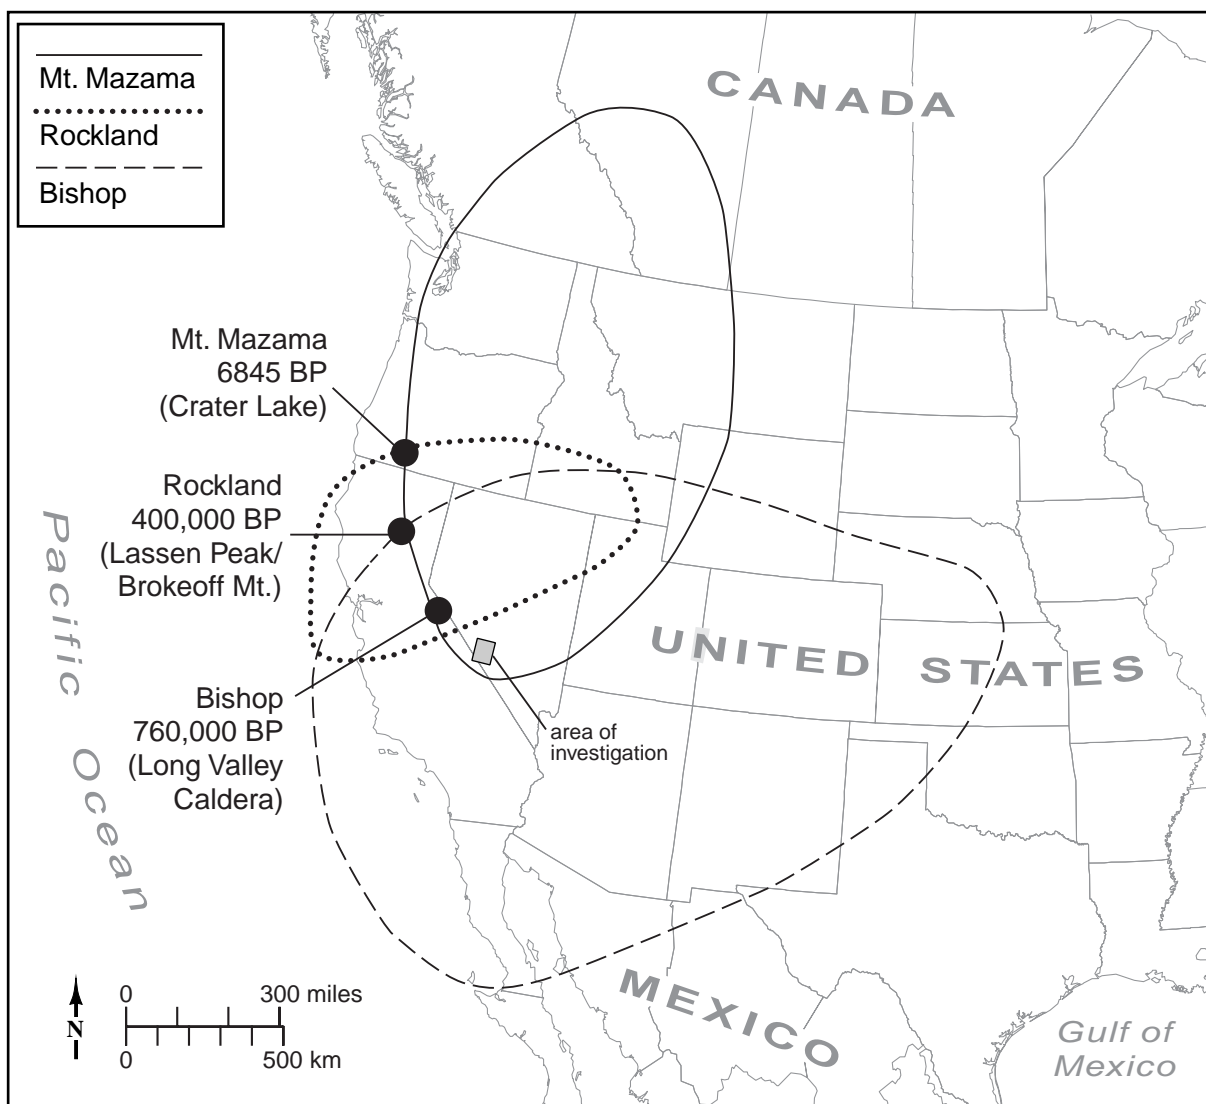 Mt. Mazama
Rockland
Bishop
CANADA
Mt. Mazama
6845 BP
(Crater Lake)
Rockland
400,000 BP
(Lassen Peak/
Brokeoff Mt.)
Bishop
760,000 BP
(Long Valley
Caldera)
UNITED STATES
area of
investigation
Pacific Ocean
MEXICO
Gulf of
Mexico
N
0 300 miles
0 500 km